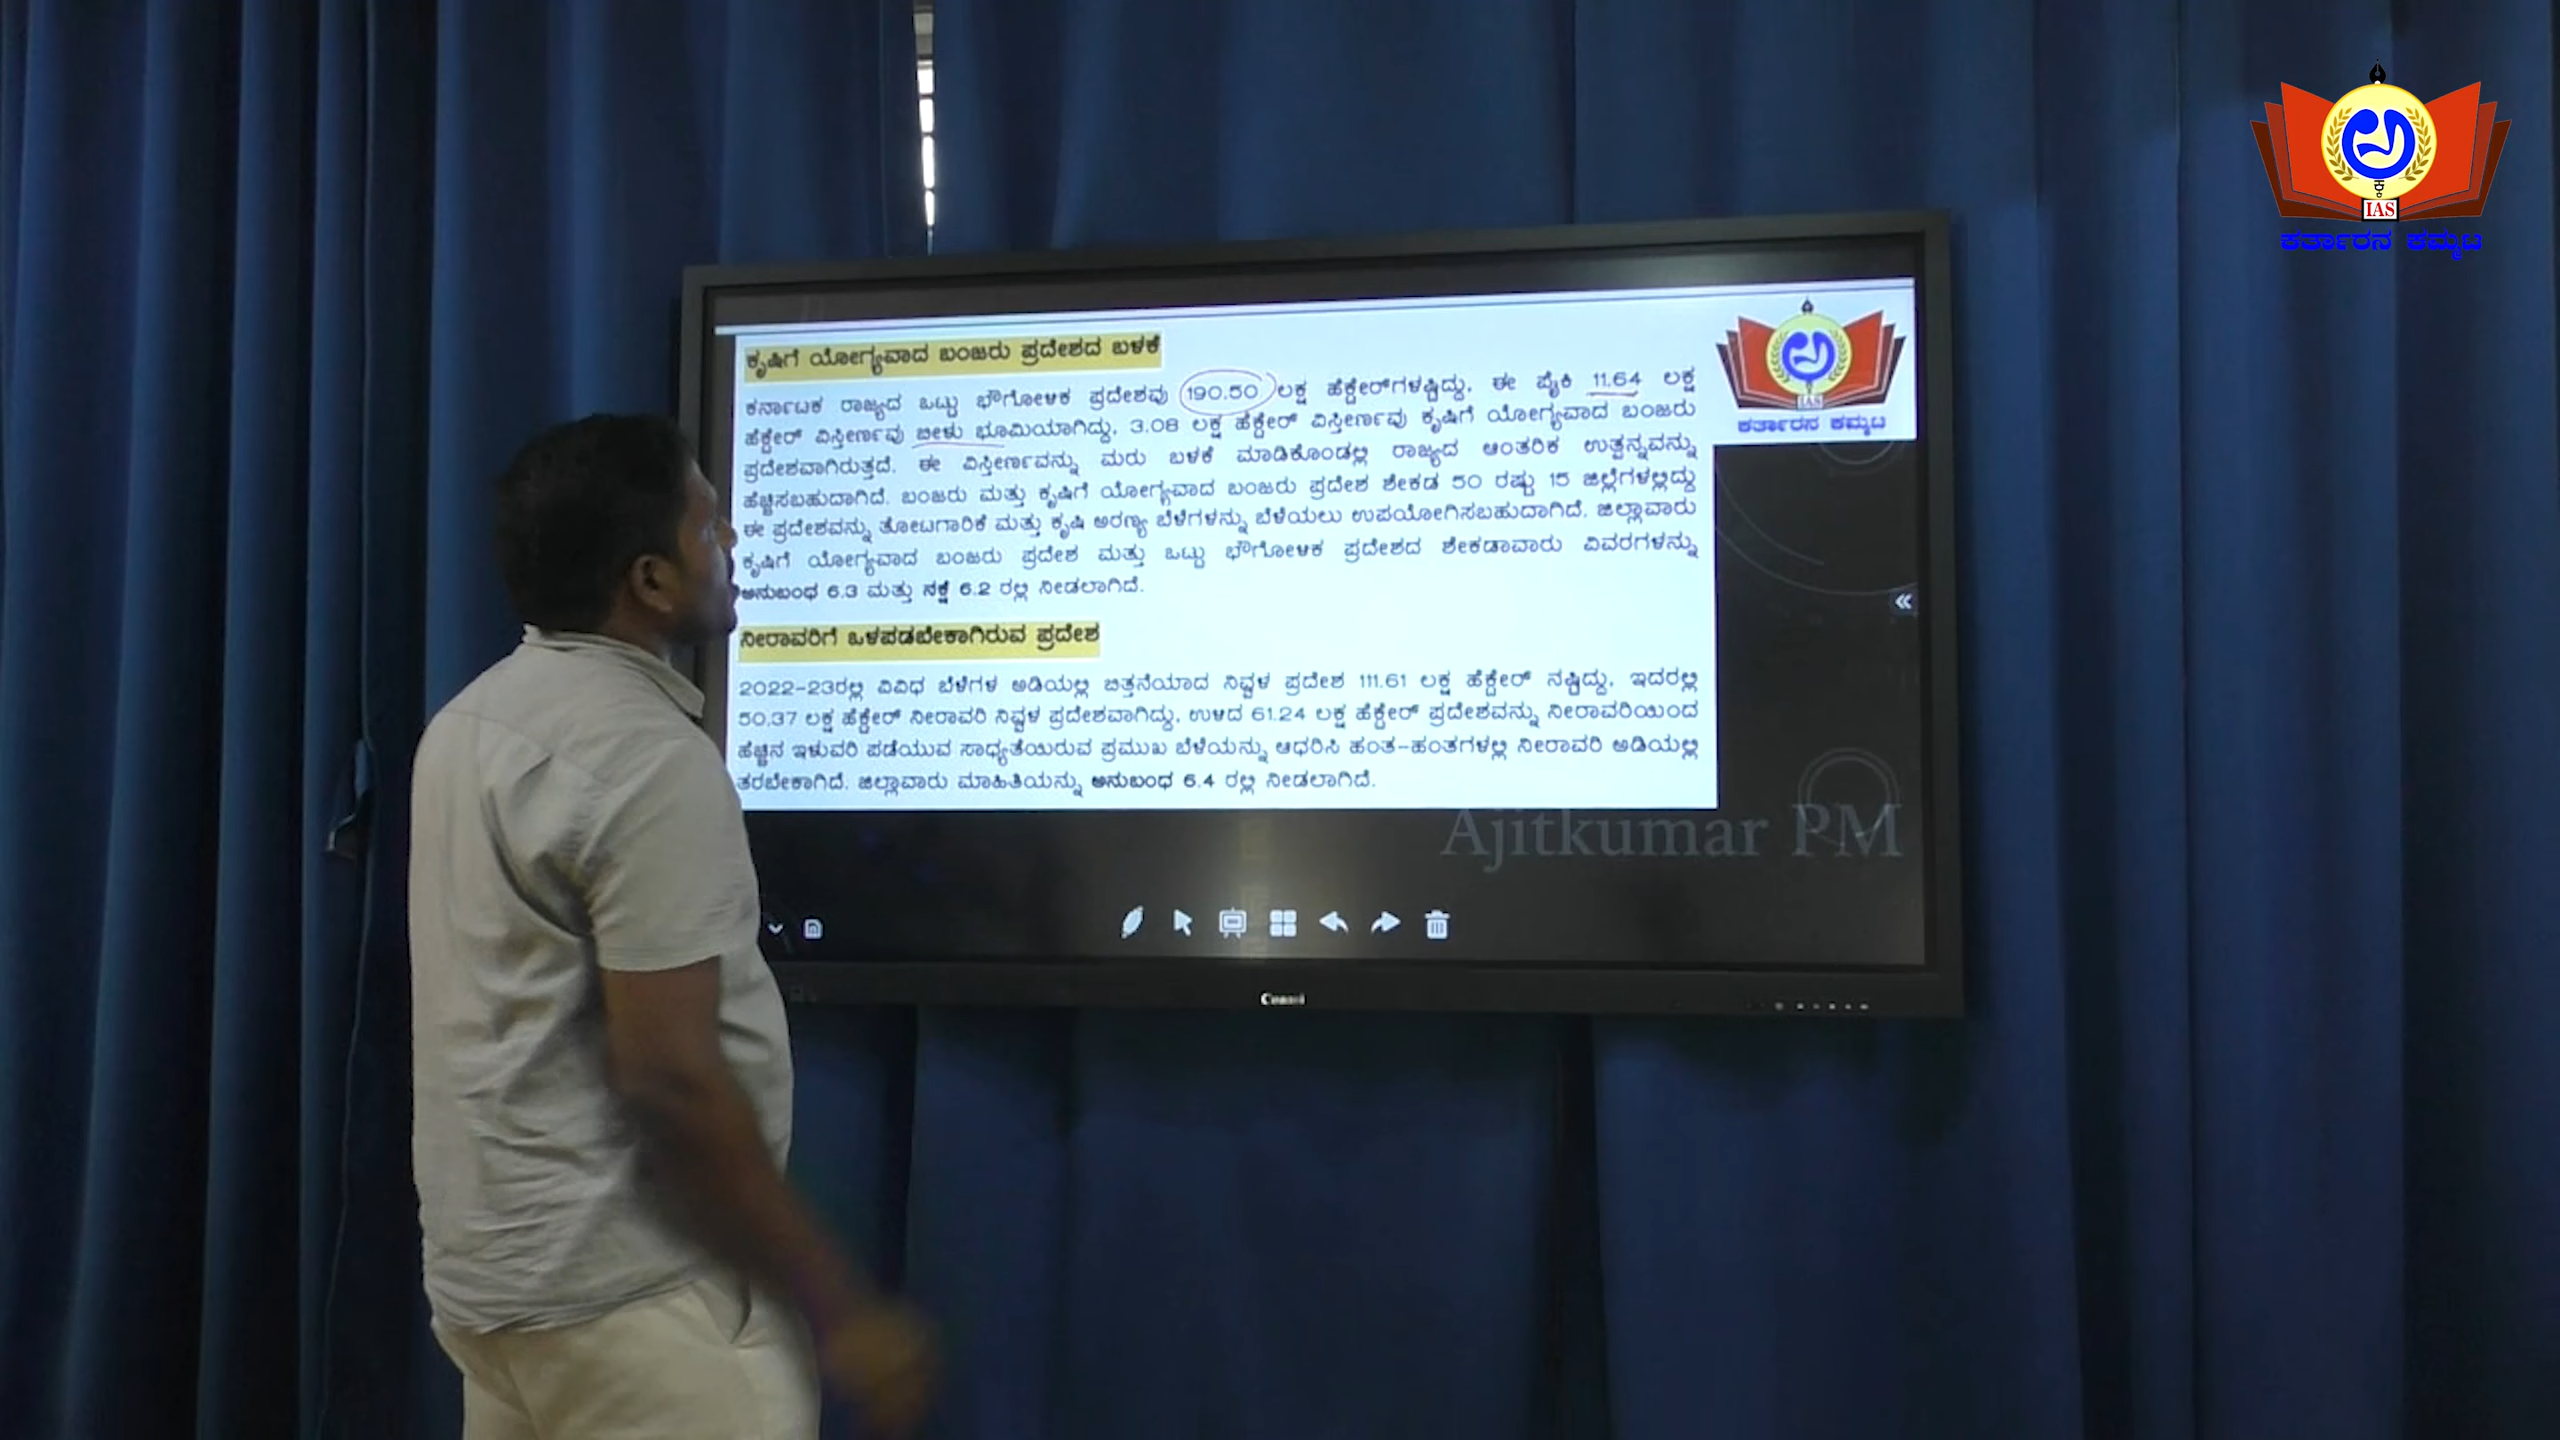 IAS
ಕರ್ತಾರನ ಕಮ್ಮಟ
ಕೃಷಿಗೆ ಯೋಗ್ಯವಾದ ಬಂಜರು ಪ್ರದೇಶದ ಬಳಕೆ
ಕರ್ನಾಟಕ ರಾಜ್ಯದ ಒಟ್ಟು ಭೌಗೋಳಿಕ ಪ್ರದೇಶವು 190.50 ಲಕ್ಷ ಹೆಕ್ಟೇರ್‌ಗಳಷ್ಟಿದ್ದು, ಈ ಪೈಕಿ 11.64 ಲಕ್ಷ
ಹೆಕ್ಟೇರ್ ವಿಸ್ತೀರ್ಣವು ಬೀಳು ಭೂಮಿಯಾಗಿದ್ದು, 3.08 ಲಕ್ಷ ಹೆಕ್ಟೇರ್ ವಿಸ್ತೀರ್ಣವು ಕೃಷಿಗೆ ಯೋಗ್ಯವಾದ ಬಂಜರು
ಪ್ರದೇಶವಾಗಿರುತ್ತದೆ. ಈ ವಿಸ್ತೀರ್ಣವನ್ನು ಮರು ಬಳಕೆ ಮಾಡಿಕೊಂಡಲ್ಲಿ ರಾಜ್ಯದ ಆಂತರಿಕ ಉತ್ಪನ್ನವನ್ನು
ಹೆಚ್ಚಿಸಬಹುದಾಗಿದೆ. ಬಂಜರು ಮತ್ತು ಕೃಷಿಗೆ ಯೋಗ್ಯವಾದ ಬಂಜರು ಪ್ರದೇಶ ಶೇಕಡ 50 ರಷ್ಟು 15 ಜಿಲ್ಲೆಗಳಲ್ಲಿದ್ದು
ಈ ಪ್ರದೇಶವನ್ನು ತೋಟಗಾರಿಕೆ ಮತ್ತು ಕೃಷಿ ಅರಣ್ಯ ಬೆಳೆಗಳನ್ನು ಬೆಳೆಯಲು ಉಪಯೋಗಿಸಬಹುದಾಗಿದೆ. ಜಿಲ್ಲಾವಾರು
ಕೃಷಿಗೆ ಯೋಗ್ಯವಾದ ಬಂಜರು ಪ್ರದೇಶ ಮತ್ತು ಒಟ್ಟು ಭೌಗೋಳಿಕ ಪ್ರದೇಶದ ಶೇಕಡಾವಾರು ವಿವರಗಳನ್ನು
ಅನುಬಂಧ 6.3 ಮತ್ತು ನಕ್ಷೆ 6.2 ರಲ್ಲಿ ನೀಡಲಾಗಿದೆ.
IAS
ಕರ್ತಾರನ ಕಮ್ಮಟ
ನೀರಾವರಿಗೆ ಒಳಪಡಬೇಕಾಗಿರುವ ಪ್ರದೇಶ
2022-23ರಲ್ಲಿ ವಿವಿಧ ಬೆಳೆಗಳ ಅಡಿಯಲ್ಲಿ ಬಿತ್ತನೆಯಾದ ನಿವ್ವಳ ಪ್ರದೇಶ 111.61 ಲಕ್ಷ ಹೆಕ್ಟೇರ್ ನಷ್ಟಿದ್ದು, ಇದರಲ್ಲಿ
50.37 ಲಕ್ಷ ಹೆಕ್ಟೇರ್ ನೀರಾವರಿ ನಿವ್ವಳ ಪ್ರದೇಶವಾಗಿದ್ದು, ಉಳಿದ 61.24 ಲಕ್ಷ ಹೆಕ್ಟೇರ್ ಪ್ರದೇಶವನ್ನು ನೀರಾವರಿಯಿಂದ
ಹೆಚ್ಚಿನ ಇಳುವರಿ ಪಡೆಯುವ ಸಾಧ್ಯತೆಯಿರುವ ಪ್ರಮುಖ ಬೆಳೆಯನ್ನು ಆಧರಿಸಿ ಹಂತ-ಹಂತಗಳಲ್ಲಿ ನೀರಾವರಿ ಅಡಿಯಲ್ಲಿ
ತರಬೇಕಾಗಿದೆ. ಜಿಲ್ಲಾವಾರು ಮಾಹಿತಿಯನ್ನು ಅನುಬಂಧ 6.4 ರಲ್ಲಿ ನೀಡಲಾಗಿದೆ.
Ajitkumar PM